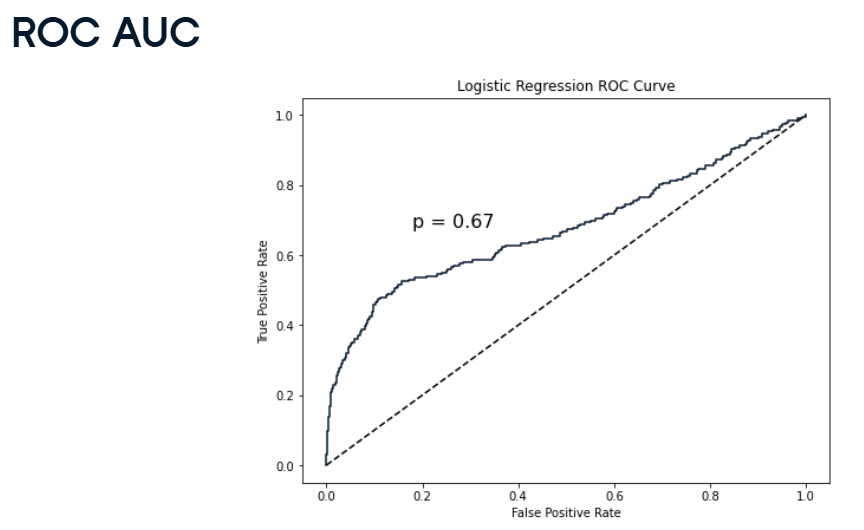 ROC AUC
Logistic Regression ROC Curve
1.0
0.8
0.6
0.4
0.2
0.0
True Positive Rate
p = 0.67
0.0 0.2 0.4 0.6 0.8 1.0
False Positive Rate